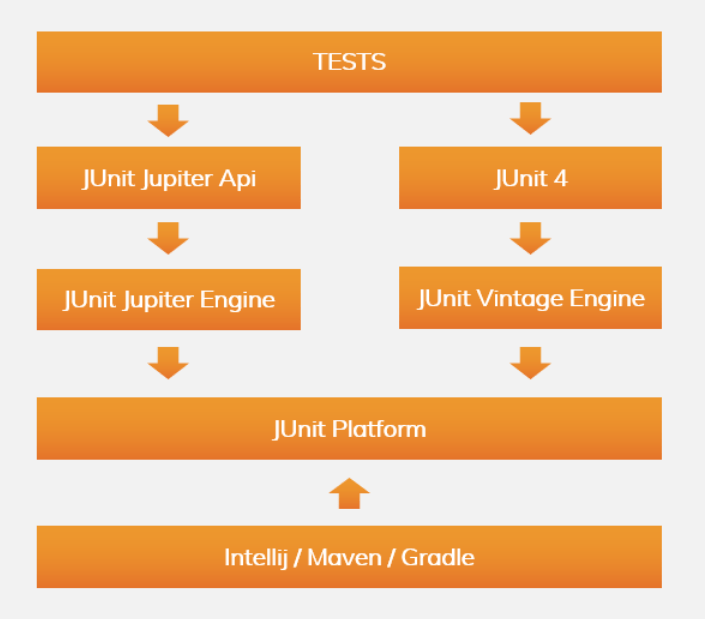 TESTS
JUnit Jupiter Api
JUnit 4
JUnit Jupiter Engine
JUnit Vintage Engine
JUnit Platform
Intellij / Maven / Gradle